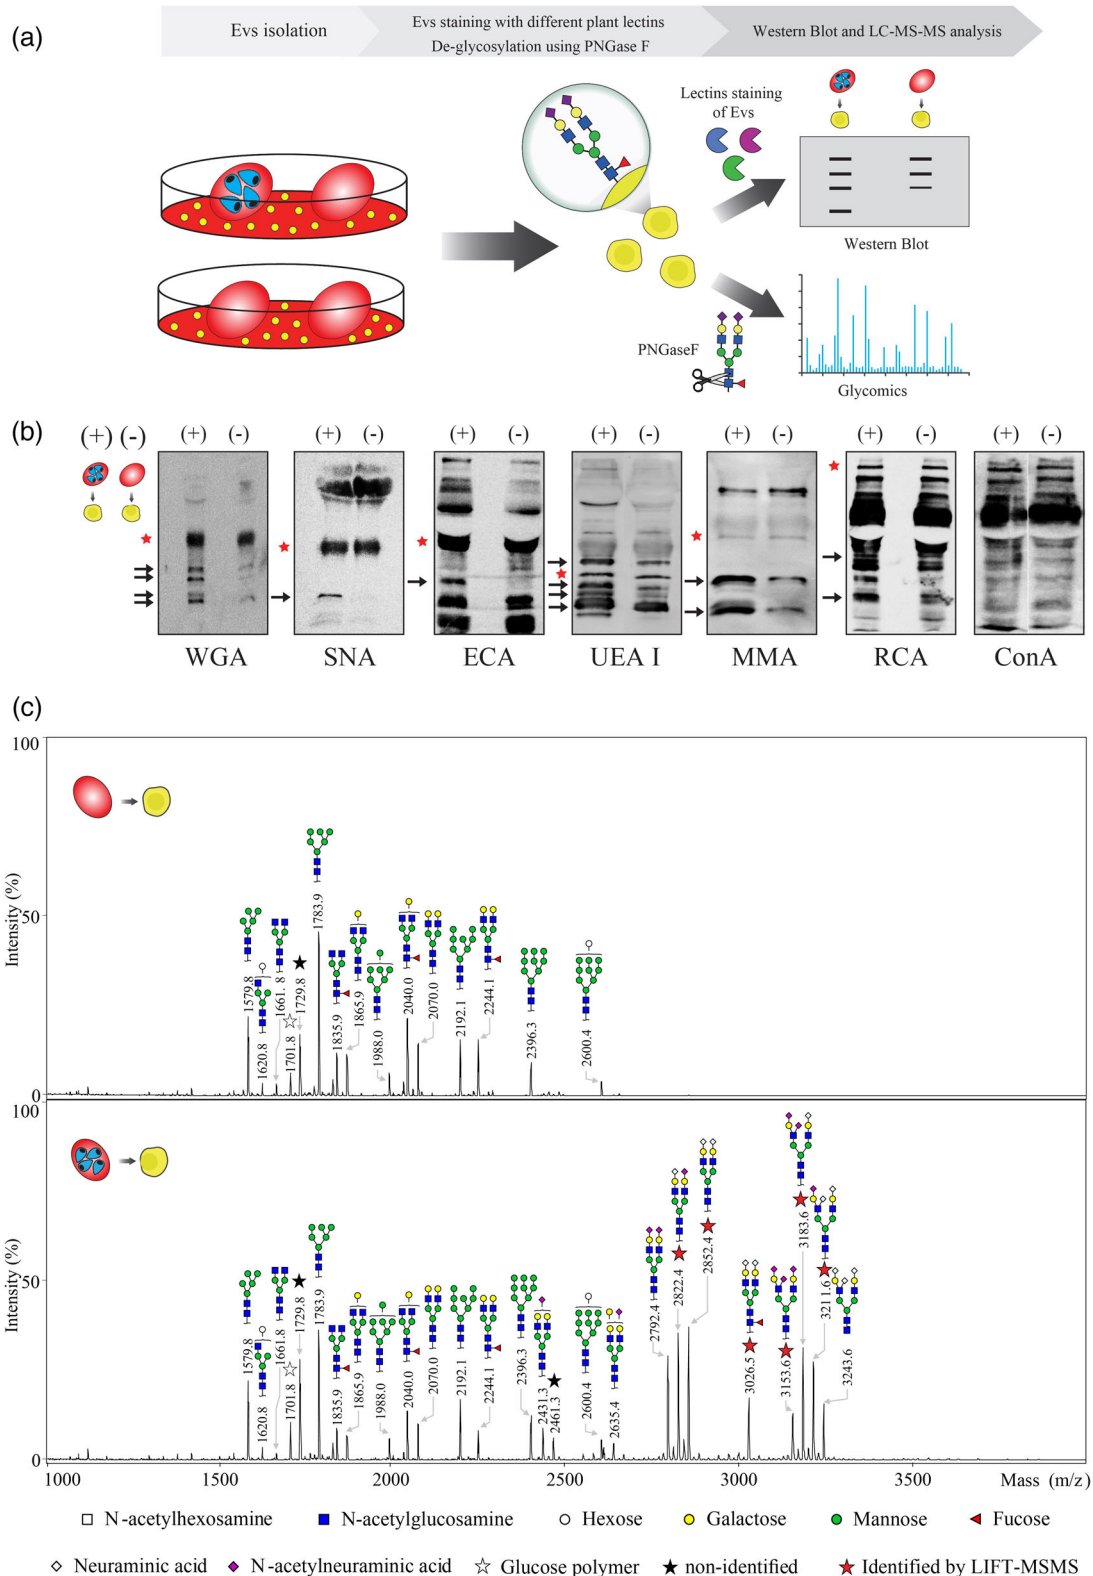 (a)
Evs isolation
Evs staining with different plant lectins
De-glycosylation using PNGase F
Western Blot and LC-MS-MS analysis
Lectins staining
of Evs
Western Blot
PNGaseF
Glycomics
(b)
(+) (-)
(+) (-)
(+) (-)
(+) (-)
(+) (-)
(+) (-)
(+) (-)
(+) (-)
WGA
SNA
ECA
UEA I
MMA
RCA
ConA
(c)
100
50
0
Intensity (%)
1579.8
1620.8
1661.8
1701.8
1729.8
1783.9
1835.9
1865.9
1988.0
2040.0
2070.0
2192.1
2244.1
2396.3
2600.4
100
50
0
Intensity (%)
1579.8
1620.8
1661.8
1701.8
1729.8
1783.9
1835.9
1865.9
1988.0
2040.0
2070.0
2192.1
2244.1
2396.3
2431.3
2461.3
2600.4
2635.4
2792.4
2822.4
2852.4
3026.5
3153.6
3183.6
3211.6
3243.6
1000 1500 2000 2500 3000 3500 Mass (m/z)
N-acetylhexosamine N-acetylglucosamine Hexose Galactose Mannose Fucose
Neuraminic acid N-acetylneuraminic acid Glucose polymer non-identified Identified by LIFT-MSMS